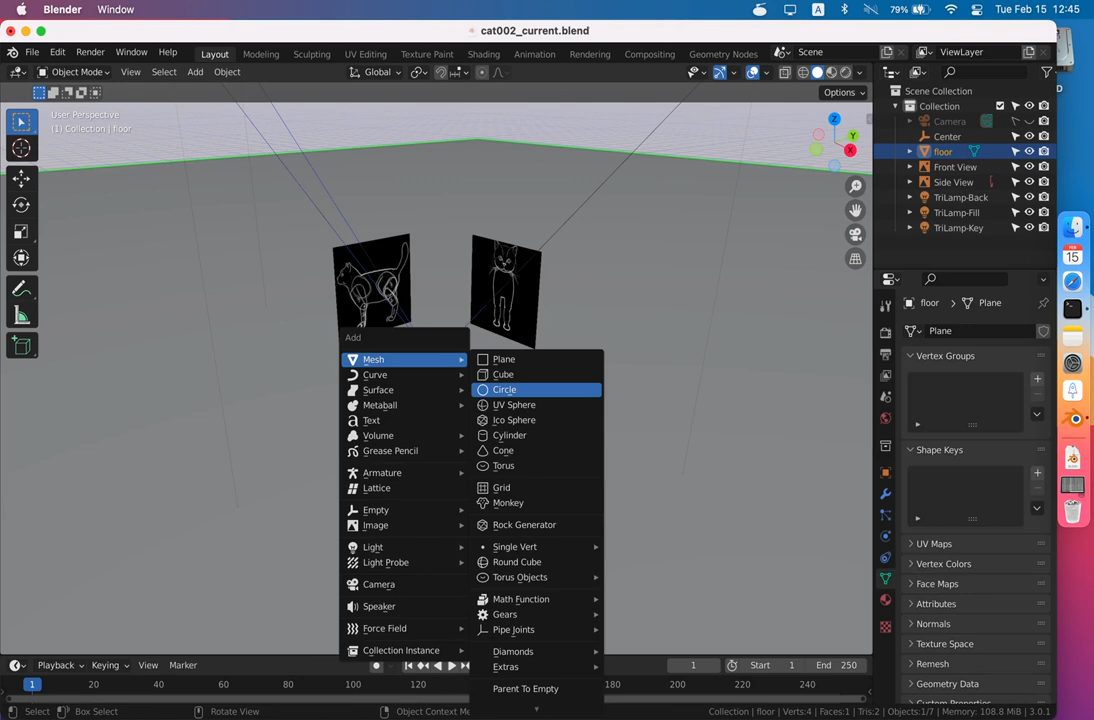 Blender Window 79% A Tue Feb 15 12:45
cat002_current.blend
File Edit Render Window Help Layout Modeling Sculpting UV Editing Texture Paint Shading Animation Rendering Compositing Geometry Nodes Scene ViewLayer
Object Mode View Select Add Object Global
Options
User Perspective
(1) Collection | floor
Z
Y
X
Scene Collection
Collection
Camera
Center
floor
Front View
Side View
TriLamp-Back
TriLamp-Fill
TriLamp-Key
floor Plane
Plane
Vertex Groups
Shape Keys
UV Maps
Vertex Colors
Face Maps
Attributes
Normals
Texture Space
Remesh
Geometry Data
Custom Properties
Add
Mesh
Curve
Surface
Metaball
Text
Volume
Grease Pencil
Armature
Lattice
Empty
Image
Light
Light Probe
Camera
Speaker
Force Field
Collection Instance
Plane
Cube
Circle
UV Sphere
Ico Sphere
Cylinder
Cone
Torus
Grid
Monkey
Rock Generator
Single Vert
Round Cube
Torus Objects
Math Function
Gears
Pipe Joints
Diamonds
Extras
Parent To Empty
FEB
15
Playback Keying View Marker 1 Start 1 End 250
1 20 40 60 80 100 120 180 200 220 240
Select Box Select Rotate View Object Context Me
Collection | floor | Verts:4 | Faces:1 | Tris:2 | Objects:1/7 | Memory: 108.8 MiB | 3.0.1